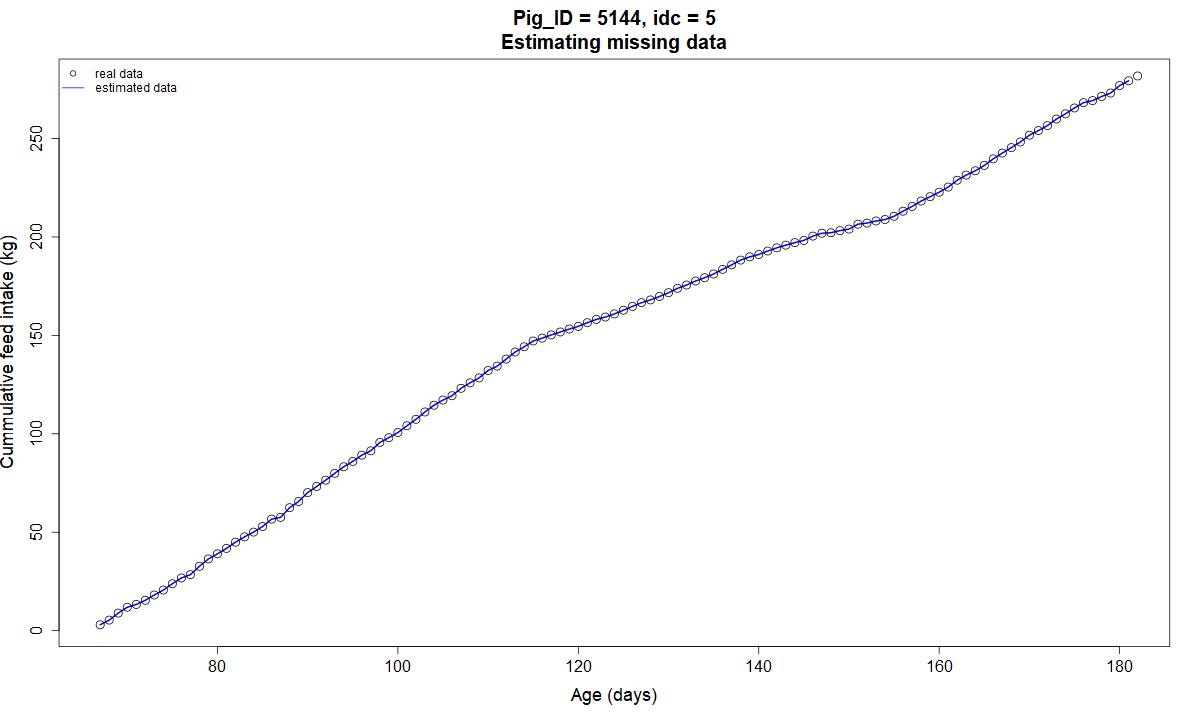 Pig_ID = 5144, idc = 5
Estimating missing data
real data
estimated data
Cummulative feed intake (kg)
250
200
150
100
50
0
80
100
120
140
160
180
Age (days)